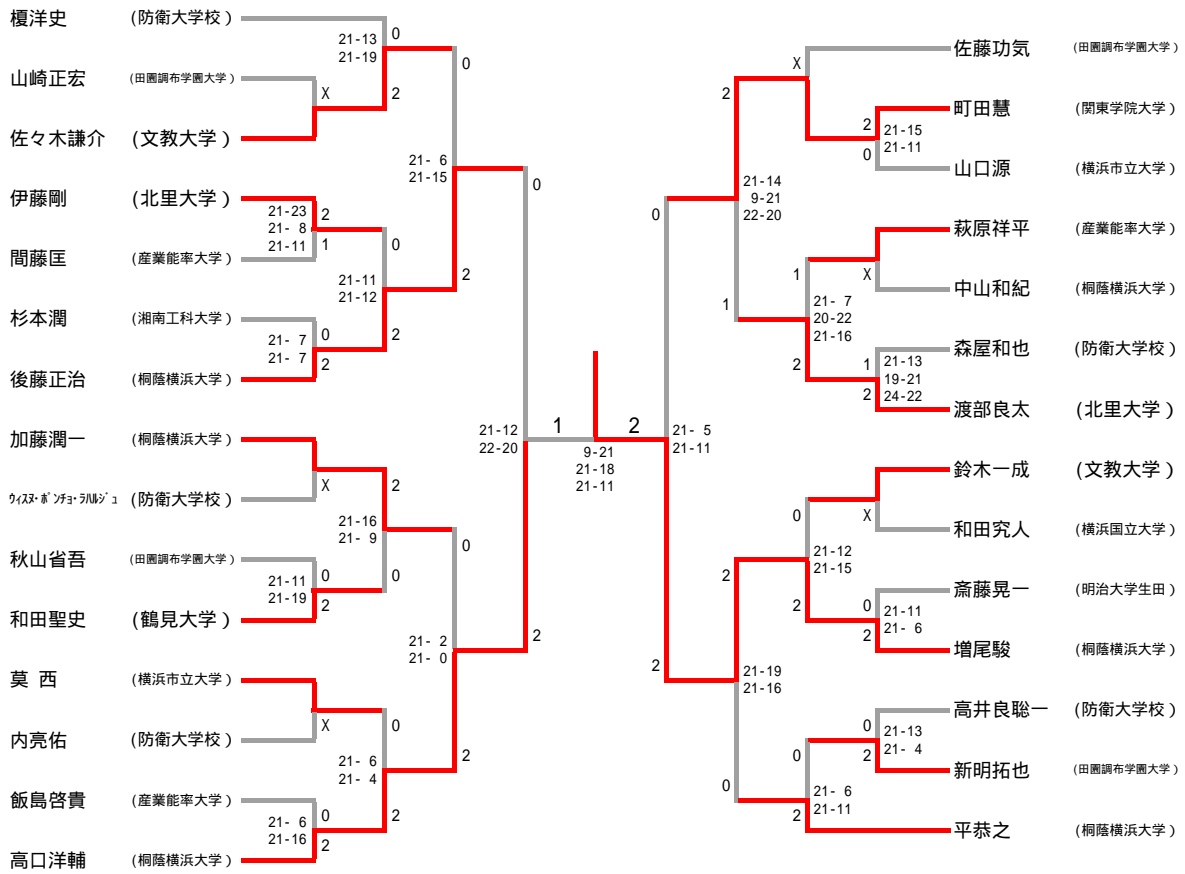 榎洋史 (防衛大学校)
21-13 0
21-19
山崎正宏 (田園調布学園大学)
X 2
佐々木謙介 (文教大学)
0
21- 6
21-15
伊藤剛 (北里大学)
21-23 2
21- 8
21-11 1
間藤匡 (産業能率大学)
0
21-11
21-12
杉本潤 (湘南工科大学)
21- 7 0
21- 7 2
後藤正治 (桐蔭横浜大学)
2
2
0
21-12
22-20
加藤潤一 (桐蔭横浜大学)
X 2
ウィスヌ・ポンチョ・ラハルジュ (防衛大学校)
21-16
21- 9
秋山省吾 (田園調布学園大学)
21-11 0
21-19 2
和田聖史 (鶴見大学)
0
0
21- 2
21- 0
莫 西 (横浜市立大学)
X 0
内亮佑 (防衛大学校)
21- 6
21- 4
飯島啓貴 (産業能率大学)
21- 6 0
21-16 2
高口洋輔 (桐蔭横浜大学)
2
2
2
1 2
9-21
21-18
21-11
佐藤功気 (田園調布学園大学)
X
2
町田慧 (関東学院大学)
2 21-15
0 21-11
山口源 (横浜市立大学)
21-14
9-21
22-20
0
萩原祥平 (産業能率大学)
X
1
中山和紀 (桐蔭横浜大学)
1
21- 7
20-22
21-16
森屋和也 (防衛大学校)
1 21-13
19-21
2 24-22
渡部良太 (北里大学)
2
21- 5
21-11
鈴木一成 (文教大学)
X
0
和田究人 (横浜国立大学)
21-12
21-15
2
斎藤晃一 (明治大学生田)
0 21-11
2 21- 6
増尾駿 (桐蔭横浜大学)
2
2
21-19
21-16
高井良聡一 (防衛大学校)
0 21-13
2 21- 4
新明拓也 (田園調布学園大学)
0
0
21- 6
21-11
2
平恭之 (桐蔭横浜大学)